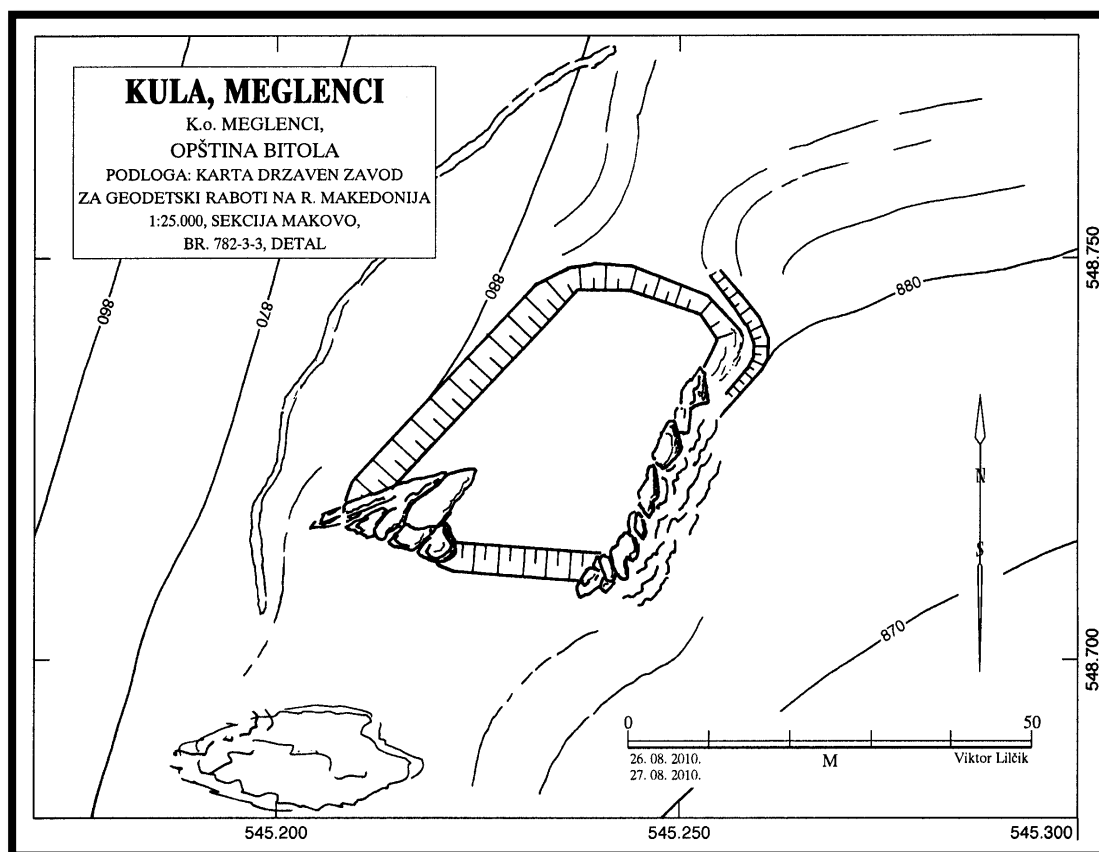 KULA, MEGLENCI
K.o. MEGLENCI,
OPŠTINA BITOLA
PODLOGA: KARTA DRZAVEN ZAVOD
ZA GEODETSKI RABOTI NA R. MAKEDONIJA
1:25.000, SEKCIJA MAKOVO,
BR. 782-3-3, DETAL
860
870
880
880
548.750
N
S
870
548.700
0 50
26. 08. 2010. M Viktor Lilčik
27. 08. 2010.
545.200 545.250 545.300